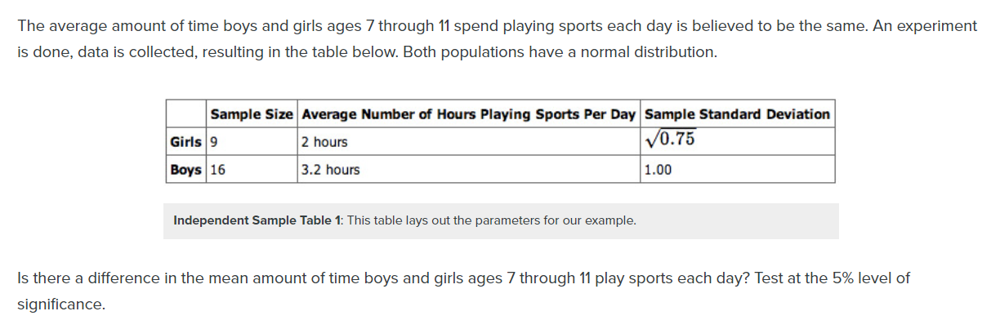 The average amount of time boys and girls ages 7 through 11 spend playing sports each day is believed to be the same. An experiment
is done, data is collected, resulting in the table below. Both populations have a normal distribution.
Sample Size Average Number of Hours Playing Sports Per Day Sample Standard Deviation
Girls 9 2 hours √0.75
Boys 16 3.2 hours 1.00
Independent Sample Table 1: This table lays out the parameters for our example.
Is there a difference in the mean amount of time boys and girls ages 7 through 11 play sports each day? Test at the 5% level of
significance.